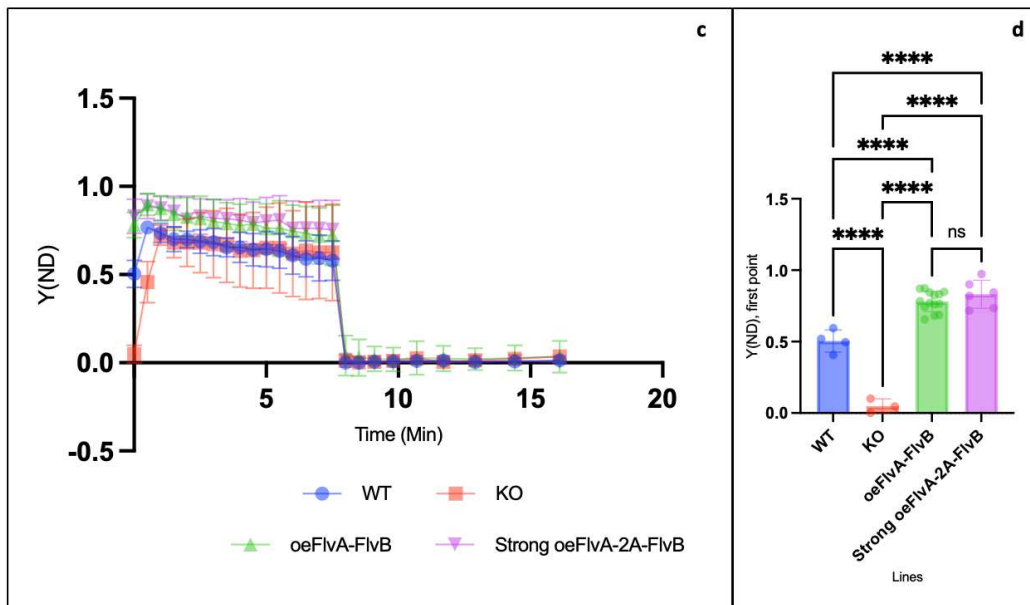 c
1.5
1.0
0.5
0.0
-0.5
Y(ND)
5
10
15
20
Time (Min)
WT
KO
oeFlvA-FlvB
Strong oeFlvA-2A-FlvB
d
****
****
****
****
****
ns
1.5
1.0
0.5
0.0
Y(ND), first point
WT
KO
oeFlvA-FlvB
Strong oeFlvA-2A-FlvB
Lines